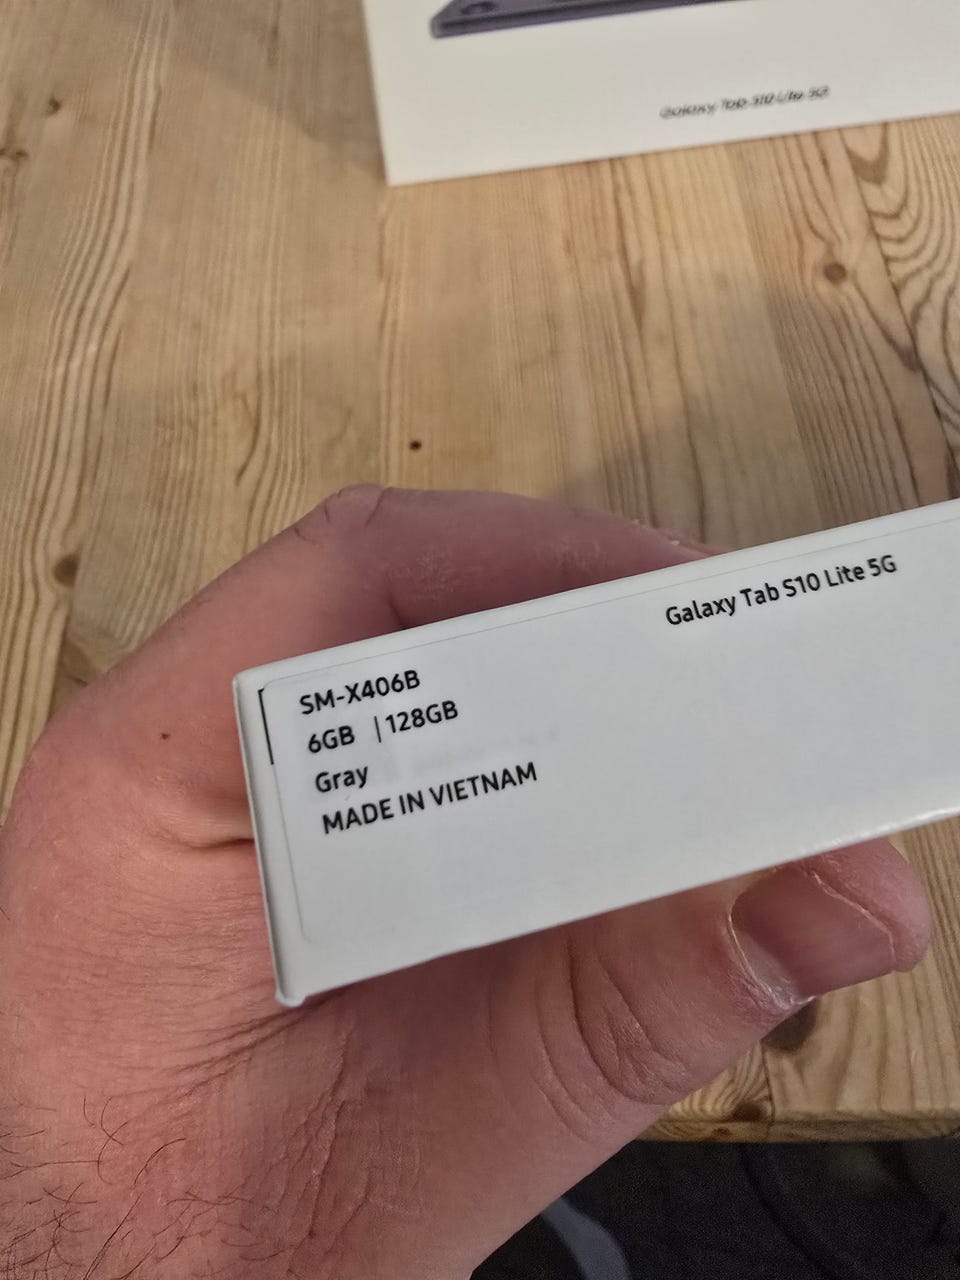 Galaxy Tab S10 Lite 5G
Galaxy Tab S10 Lite 5G
SM-X406B
6GB | 128GB
Gray
MADE IN VIETNAM